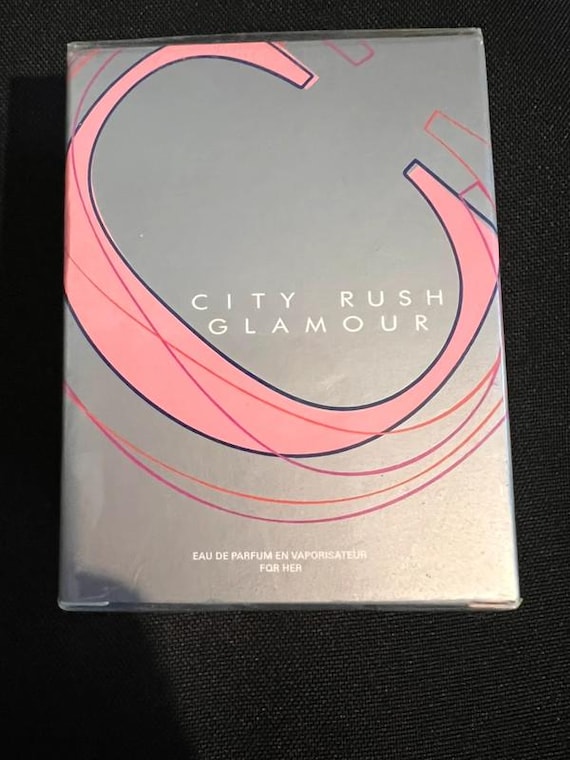 CITY RUSH
GLAMOUR
EAU DE PARFUM EN VAPORISATEUR
FOR HER